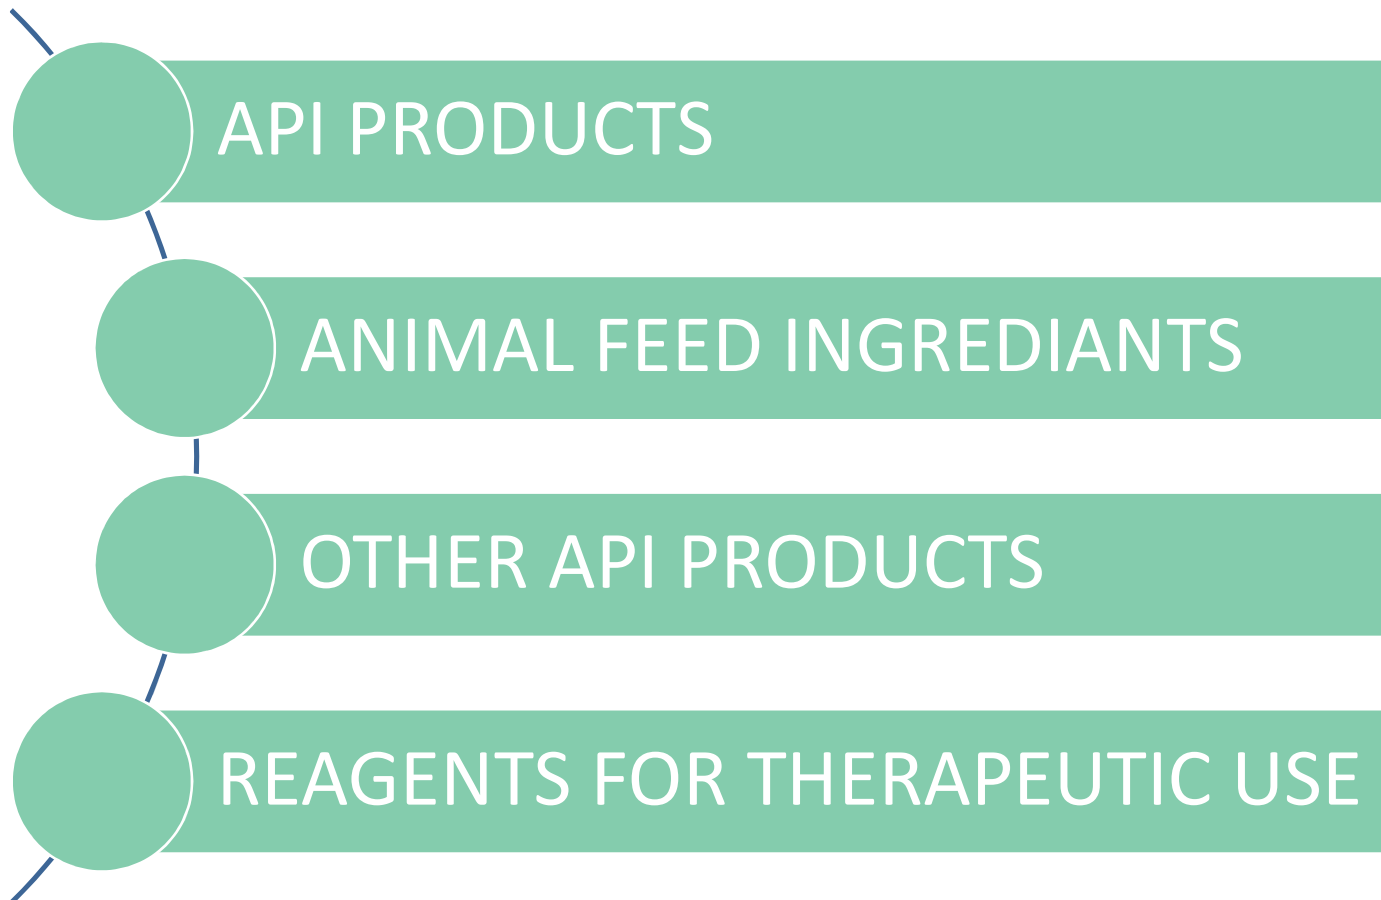 API PRODUCTS
ANIMAL FEED INGREDIANTS
OTHER API PRODUCTS
REAGENTS FOR THERAPEUTIC USE